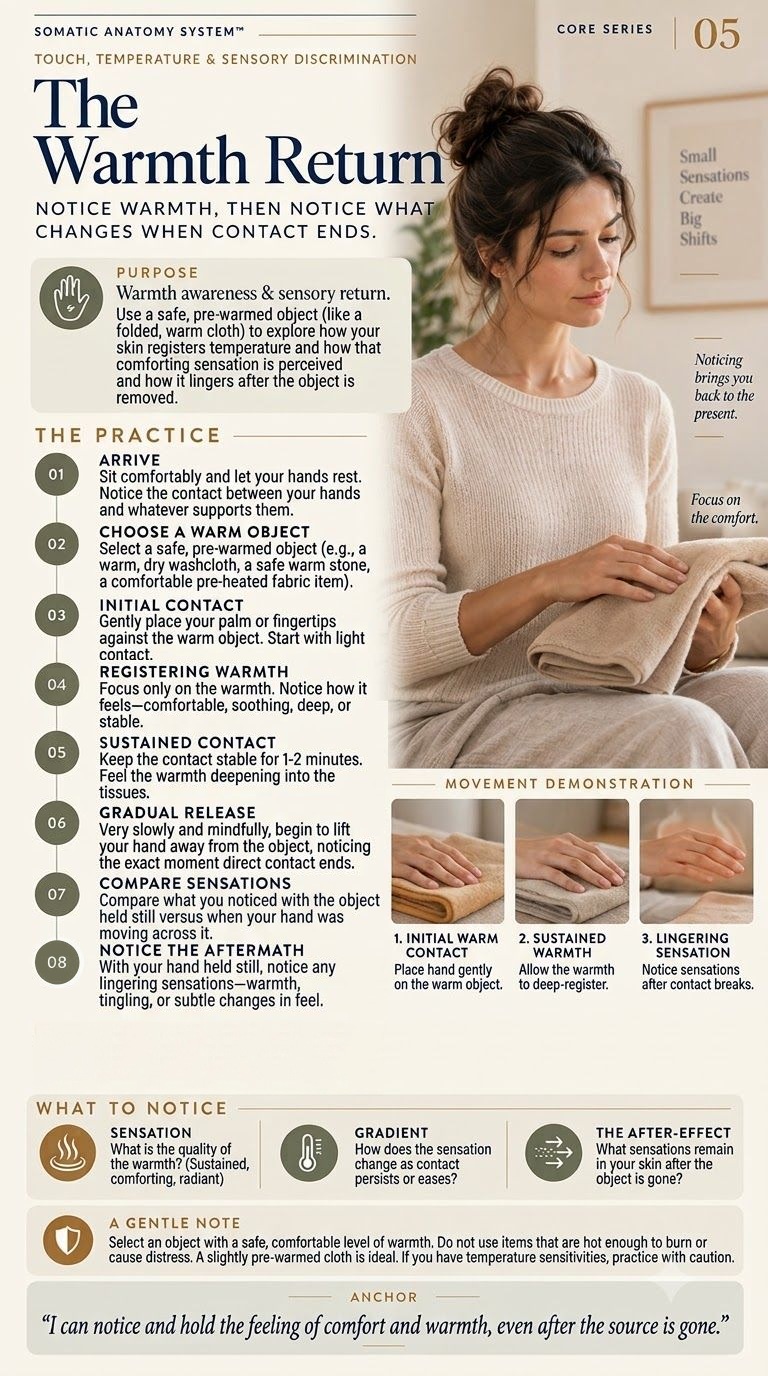 SOMATIC ANATOMY SYSTEM™
CORE SERIES
05
TOUCH, TEMPERATURE & SENSORY DISCRIMINATION
The
Warmth Return
NOTICE WARMTH, THEN NOTICE WHAT
CHANGES WHEN CONTACT ENDS.
Small
Sensations
Create
Big
Shifts
PURPOSE
Warmth awareness & sensory return.
Use a safe, pre-warmed object (like a
folded, warm cloth) to explore how your
skin registers temperature and how that
comforting sensation is perceived
and how it lingers after the object is
removed.
Noticing
brings you
back to the
present.
Focus on
the comfort.
THE PRACTICE
01
ARRIVE
Sit comfortably and let your hands rest.
Notice the contact between your hands
and whatever supports them.
02
CHOOSE A WARM OBJECT
Select a safe, pre-warmed object (e.g., a
warm, dry washcloth, a safe warm stone,
a comfortable pre-heated fabric item).
03
INITIAL CONTACT
Gently place your palm or fingertips
against the warm object. Start with light
contact.
04
REGISTERING WARMTH
Focus only on the warmth. Notice how it
feels—comfortable, soothing, deep, or
stable.
05
SUSTAINED CONTACT
Keep the contact stable for 1-2 minutes.
Feel the warmth deepening into the
tissues.
06
GRADUAL RELEASE
Very slowly and mindfully, begin to lift
your hand away from the object, noticing
the exact moment direct contact ends.
07
COMPARE SENSATIONS
Compare what you noticed with the object
held still versus when your hand was
moving across it.
08
NOTICE THE AFTERMATH
With your hand held still, notice any
lingering sensations—warmth,
tingling, or subtle changes in feel.
MOVEMENT DEMONSTRATION
1. INITIAL WARM
CONTACT
Place hand gently
on the warm object.
2. SUSTAINED
WARMTH
Allow the warmth
to deep-register.
3. LINGERING
SENSATION
Notice sensations
after contact breaks.
WHAT TO NOTICE
SENSATION
What is the quality of
the warmth? (Sustained,
comforting, radiant)
GRADIENT
How does the sensation
change as contact
persists or eases?
THE AFTER-EFFECT
What sensations remain
in your skin after the
object is gone?
A GENTLE NOTE
Select an object with a safe, comfortable level of warmth. Do not use items that are hot enough to burn or
cause distress. A slightly pre-warmed cloth is ideal. If you have temperature sensitivities, practice with caution.
ANCHOR
“I can notice and hold the feeling of comfort and warmth, even after the source is gone.”